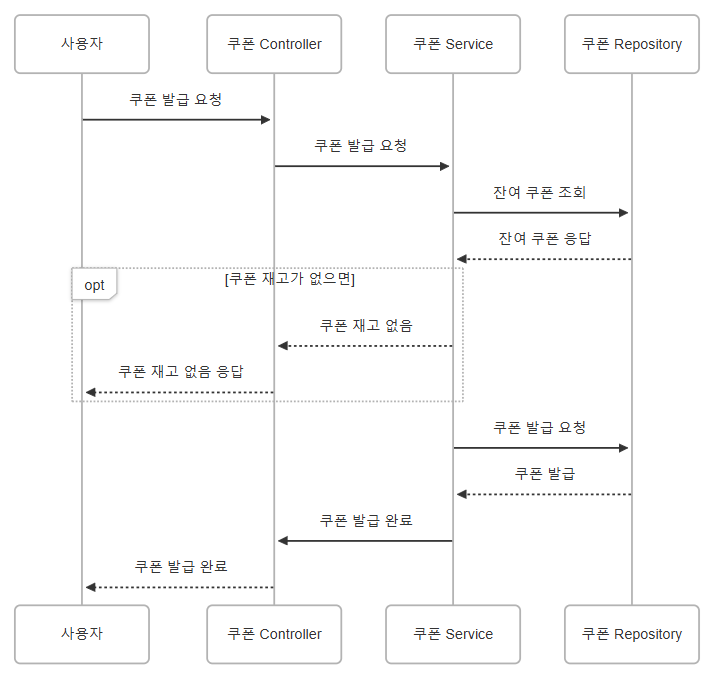 사용자
쿠폰 Controller
쿠폰 Service
쿠폰 Repository
쿠폰 발급 요청
쿠폰 발급 요청
잔여 쿠폰 조회
잔여 쿠폰 응답
opt
[쿠폰 재고가 없으면]
쿠폰 재고 없음
쿠폰 재고 없음 응답
쿠폰 발급 요청
쿠폰 발급
쿠폰 발급 완료
쿠폰 발급 완료
사용자
쿠폰 Controller
쿠폰 Service
쿠폰 Repository